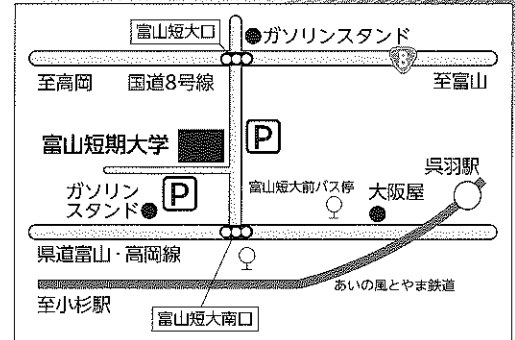 富山短大口
ガソリンスタンド
8
至高岡
国道8号線
至富山
富山短期大学
P
呉羽駅
ガソリン
スタンド
P
富山短大前バス停
大阪屋
県道富山・高岡線
あいの風とやま鉄道
至小杉駅
富山短大南口